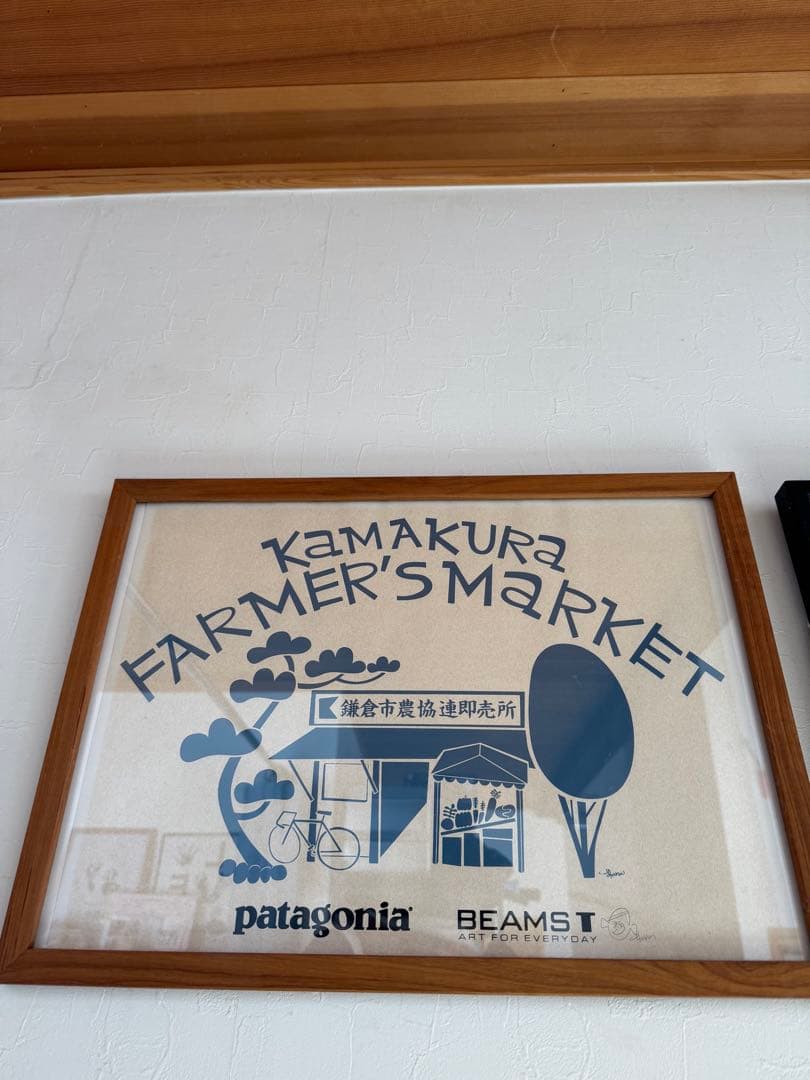 KAMAKURA
FARMER'S MARKET
鎌倉市農協連即売所
patagonia®
BEAMS T
ART FOR EVERYDAY